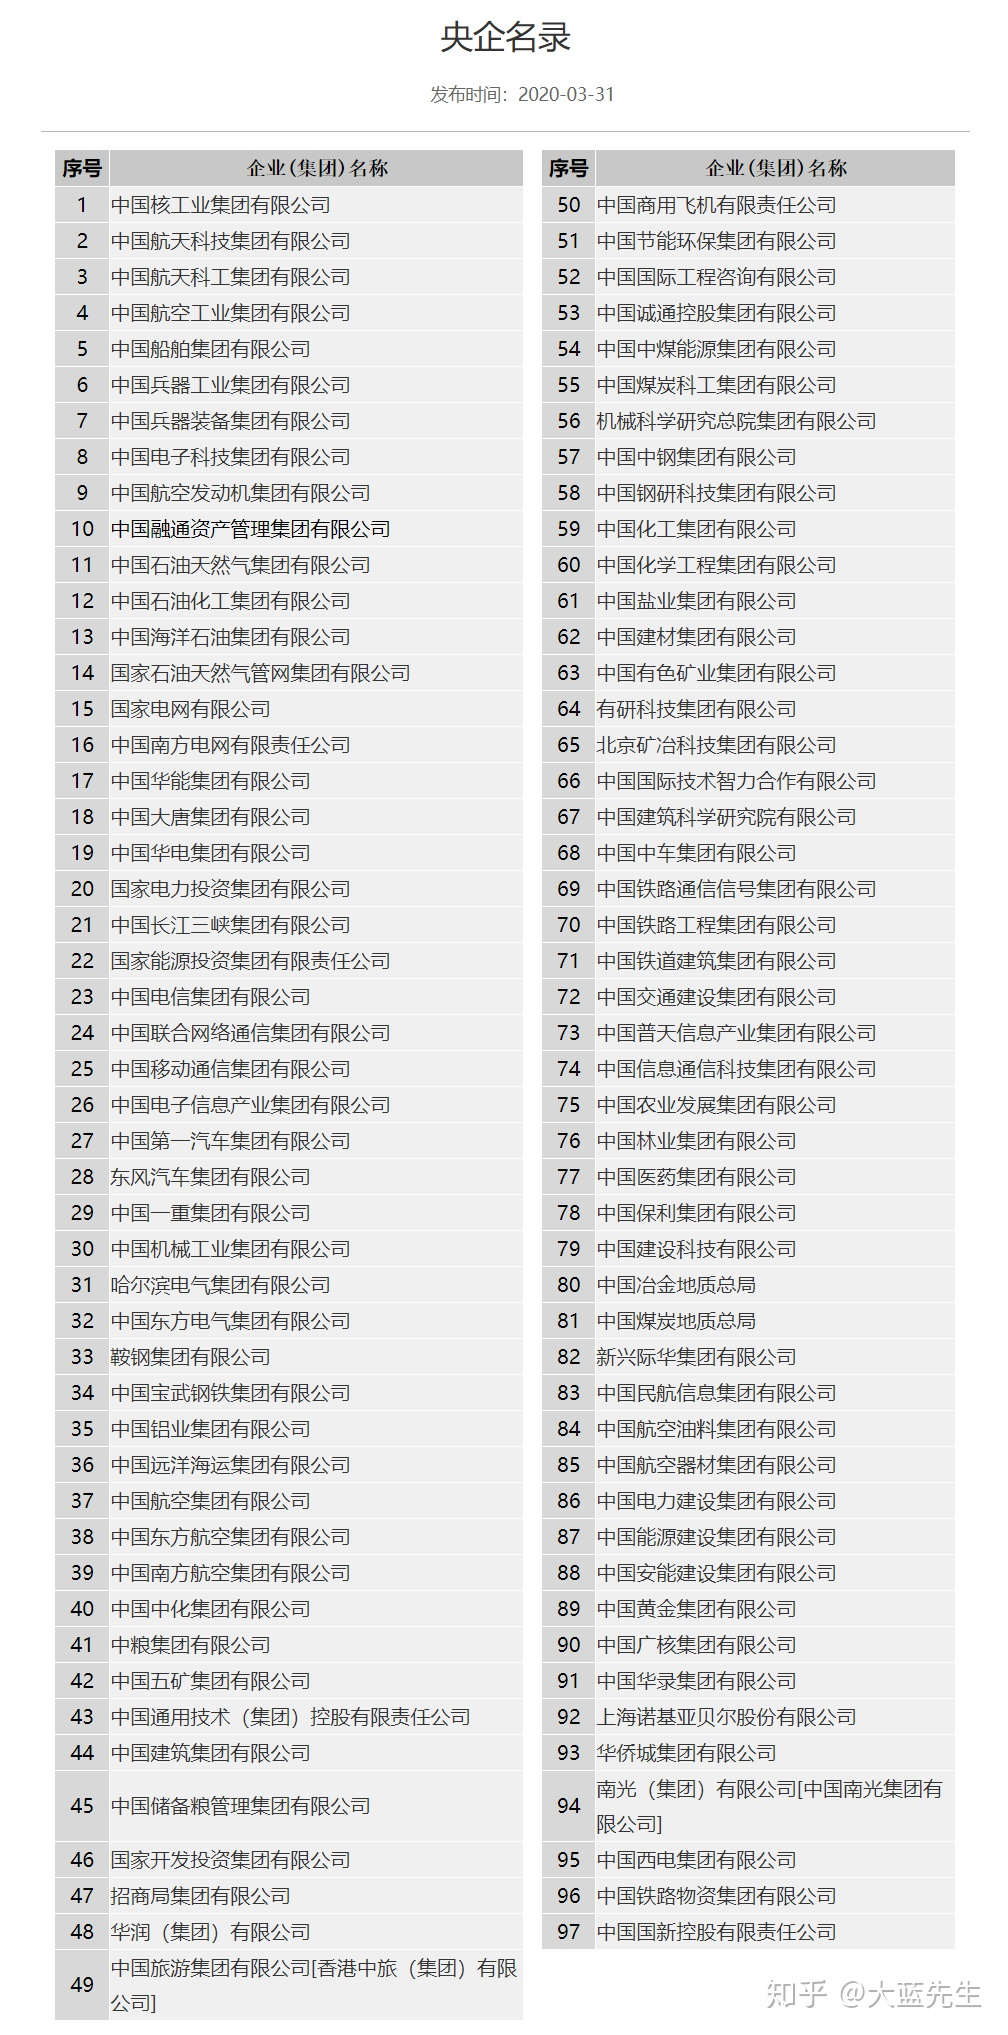 央企名录
发布时间：2020-03-31
序号 企业(集团)名称
1 中国核工业集团有限公司
2 中国航天科技集团有限公司
3 中国航天科工集团有限公司
4 中国航空工业集团有限公司
5 中国船舶集团有限公司
6 中国兵器工业集团有限公司
7 中国兵器装备集团有限公司
8 中国电子科技集团有限公司
9 中国航空发动机集团有限公司
10 中国融通资产管理集团有限公司
11 中国石油天然气集团有限公司
12 中国石油化工集团有限公司
13 中国海洋石油集团有限公司
14 国家石油天然气管网集团有限公司
15 国家电网有限公司
16 中国南方电网有限责任公司
17 中国华能集团有限公司
18 中国大唐集团有限公司
19 中国华电集团有限公司
20 国家电力投资集团有限公司
21 中国长江三峡集团有限公司
22 国家能源投资集团有限责任公司
23 中国电信集团有限公司
24 中国联合网络通信集团有限公司
25 中国移动通信集团有限公司
26 中国电子信息产业集团有限公司
27 中国第一汽车集团有限公司
28 东风汽车集团有限公司
29 中国一重集团有限公司
30 中国机械工业集团有限公司
31 哈尔滨电气集团有限公司
32 中国东方电气集团有限公司
33 鞍钢集团有限公司
34 中国宝武钢铁集团有限公司
35 中国铝业集团有限公司
36 中国远洋海运集团有限公司
37 中国航空集团有限公司
38 中国东方航空集团有限公司
39 中国南方航空集团有限公司
40 中国中化集团有限公司
41 中粮集团有限公司
42 中国五矿集团有限公司
43 中国通用技术（集团）控股有限责任公司
44 中国建筑集团有限公司
45 中国储备粮管理集团有限公司
46 国家开发投资集团有限公司
47 招商局集团有限公司
48 华润（集团）有限公司
49 中国旅游集团有限公司[香港中旅（集团）有限
公司]
序号 企业(集团)名称
50 中国商用飞机有限责任公司
51 中国节能环保集团有限公司
52 中国国际工程咨询有限公司
53 中国诚通控股集团有限公司
54 中国中煤能源集团有限公司
55 中国煤炭科工集团有限公司
56 机械科学研究总院集团有限公司
57 中国中钢集团有限公司
58 中国钢研科技集团有限公司
59 中国化工集团有限公司
60 中国化学工程集团有限公司
61 中国盐业集团有限公司
62 中国建材集团有限公司
63 中国有色矿业集团有限公司
64 有研科技集团有限公司
65 北京矿冶科技集团有限公司
66 中国国际技术智力合作有限公司
67 中国建筑科学研究院有限公司
68 中国中车集团有限公司
69 中国铁路通信信号集团有限公司
70 中国铁路工程集团有限公司
71 中国铁道建筑集团有限公司
72 中国交通建设集团有限公司
73 中国普天信息产业集团有限公司
74 中国信息通信科技集团有限公司
75 中国农业发展集团有限公司
76 中国林业集团有限公司
77 中国医药集团有限公司
78 中国保利集团有限公司
79 中国建设科技有限公司
80 中国冶金地质总局
81 中国煤炭地质总局
82 新兴际华集团有限公司
83 中国民航信息集团有限公司
84 中国航空油料集团有限公司
85 中国航空器材集团有限公司
86 中国电力建设集团有限公司
87 中国能源建设集团有限公司
88 中国安能建设集团有限公司
89 中国黄金集团有限公司
90 中国广核集团有限公司
91 中国华录集团有限公司
92 上海诺基亚贝尔股份有限公司
93 华侨城集团有限公司
94 南光（集团）有限公司[中国南光集团有
限公司]
95 中国西电集团有限公司
96 中国铁路物资集团有限公司
97 中国国新控股有限责任公司
知乎 @大蓝先生